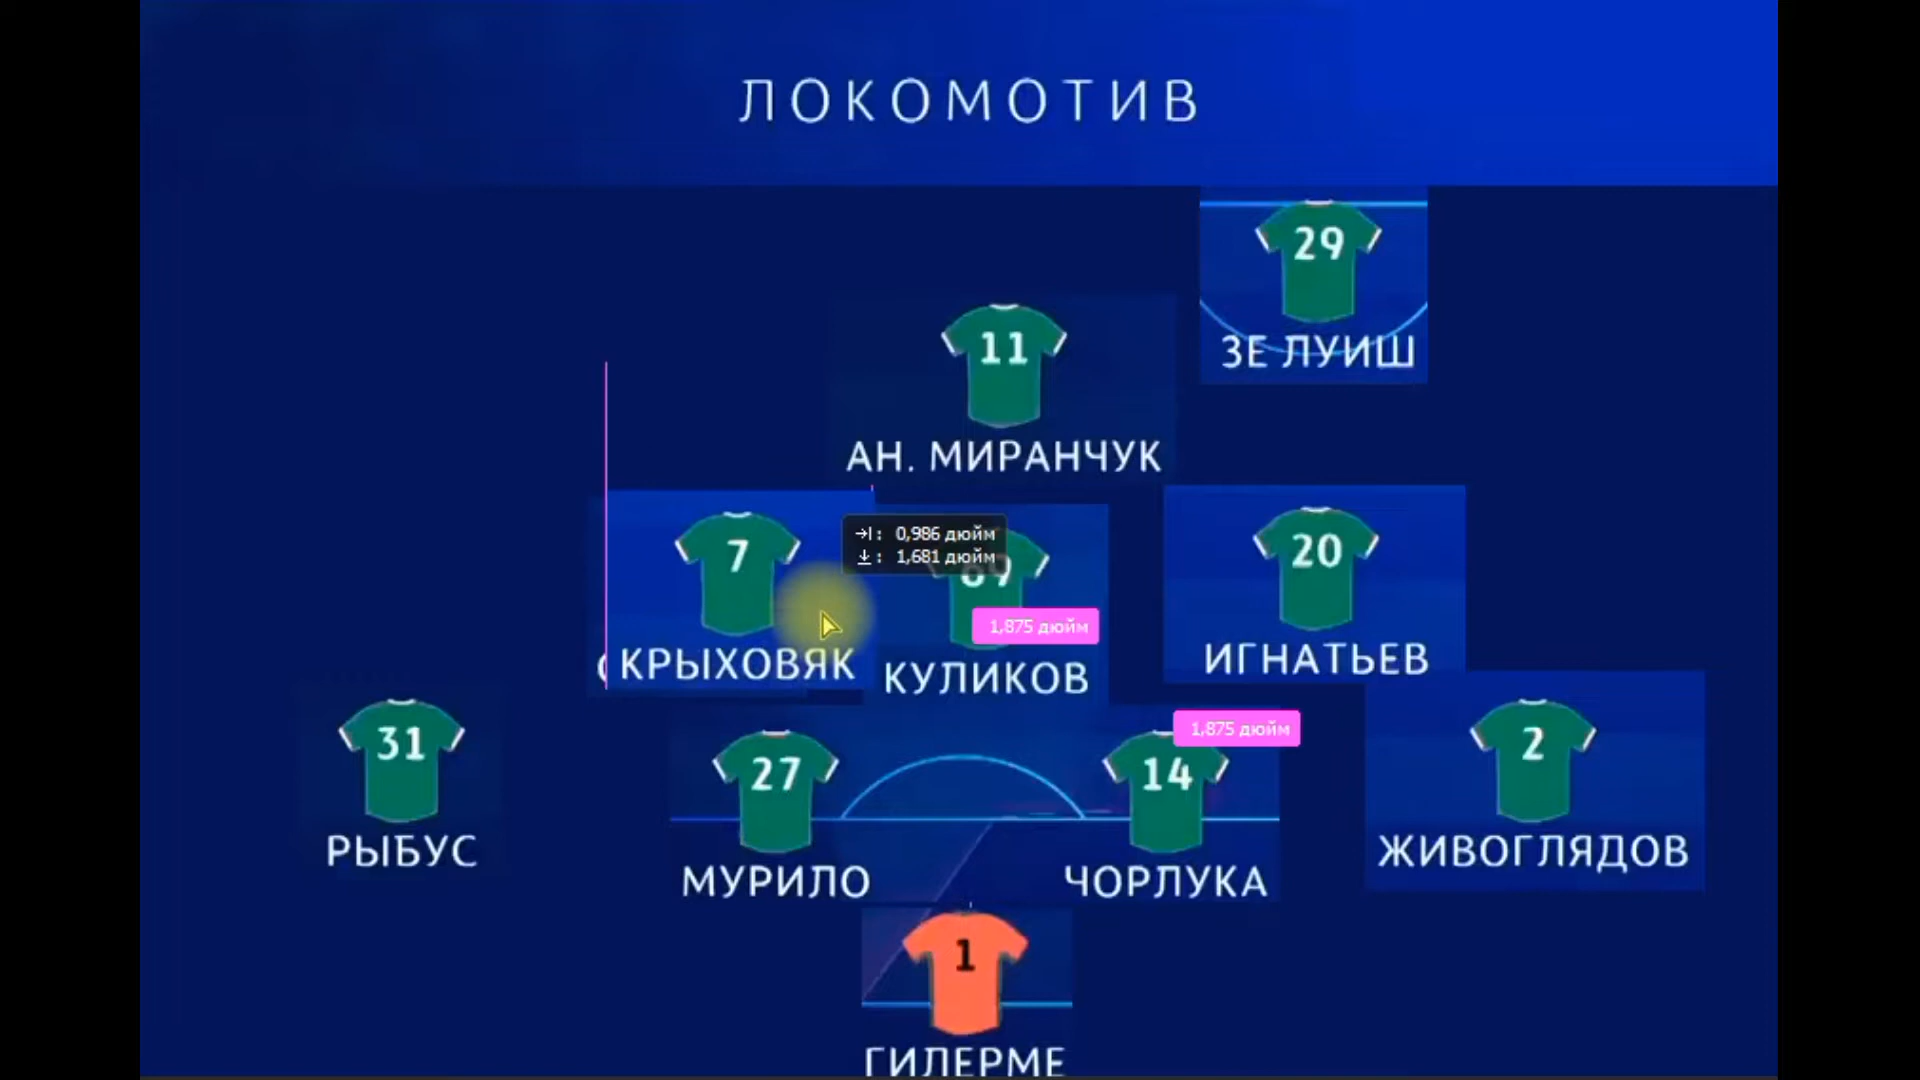 ЛОКОМОТИВ
29
ЗЕ ЛУИШ
11
АН. МИРАНЧУК
7
КРЫХОВЯК
0,986 дюйм
1,681 дюйм
69
1,875 дюйм
КУЛИКОВ
20
ИГНАТЬЕВ
31
РЫБУС
27
МУРИЛО
14
1,875 дюйм
ЧОРЛУКА
2
ЖИВОГЛЯДОВ
1
ГИЛЕРМЕ